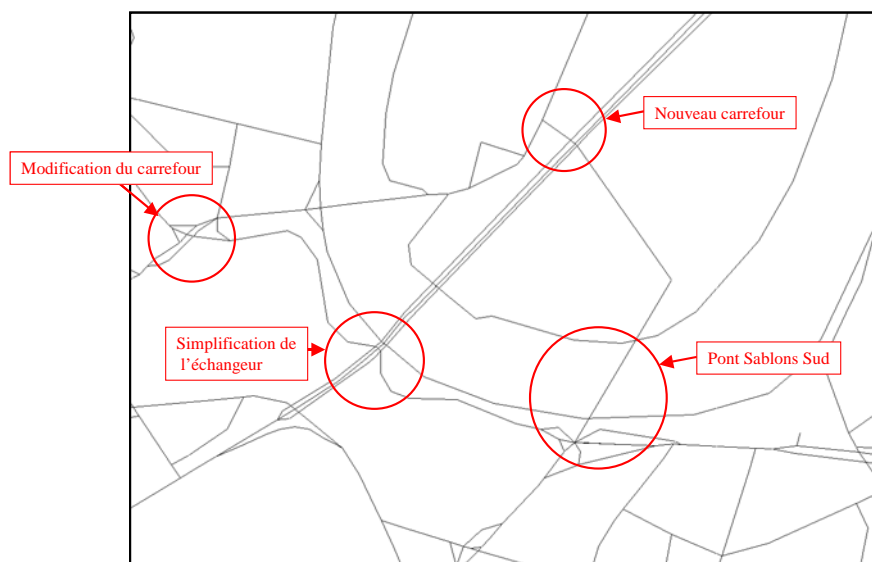 Nouveau carrefour
Modification du carrefour
Simplification de
l'échangeur
Pont Sablons Sud